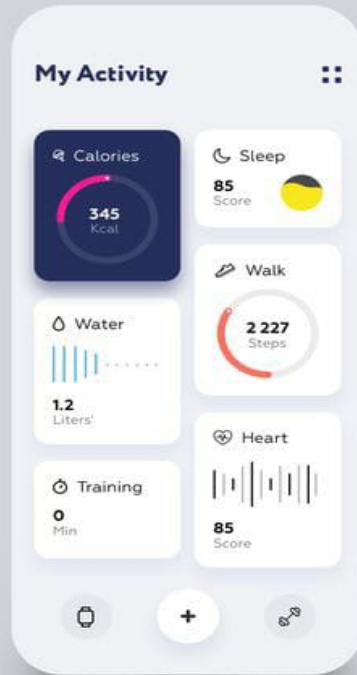 My Activity
Calories
345
Kcal
Sleep
85
Score
Walk
2 227
Steps
Water
1.2
Liters'
Heart
85
Score
Training
0
Min
+